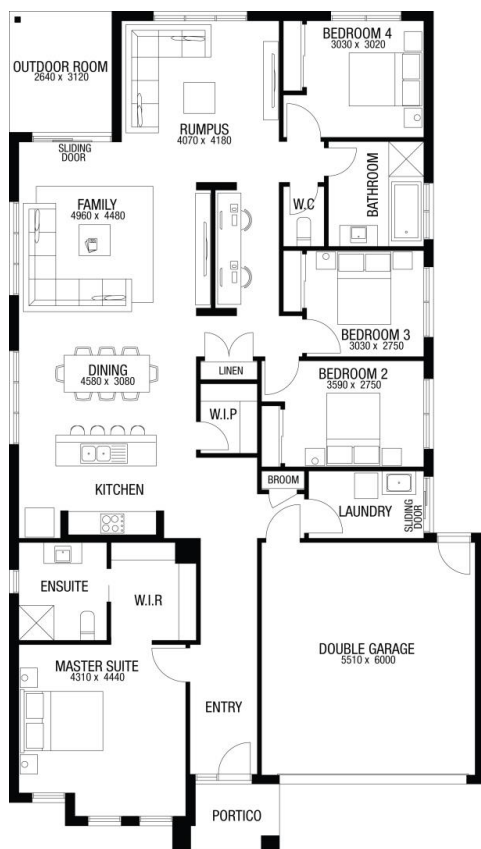 BEDROOM 4
3030 x 3020
OUTDOOR ROOM
2640 x 3120
RUMPUS
4070 x 4180
SLIDING
DOOR
BATHROOM
W.C
FAMILY
4960 x 4480
BEDROOM 3
3030 x 2750
DINING
4580 x 3080
LINEN
BEDROOM 2
3590 x 2750
W.I.P
KITCHEN
BROOM
LAUNDRY
SLIDING
DOOR
ENSUITE
W.I.R
MASTER SUITE
4310 x 4440
DOUBLE GARAGE
5510 x 6000
ENTRY
PORTICO